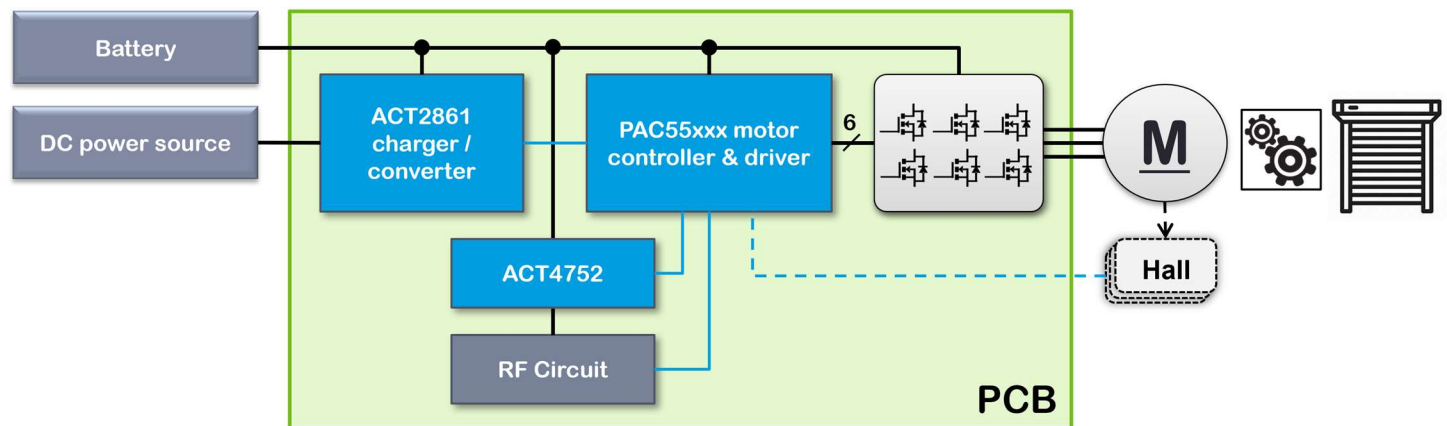 Battery
DC power source
ACT2861
charger /
converter
PAC55xxx motor
controller & driver
6
M
ACT4752
Hall
RF Circuit
PCB